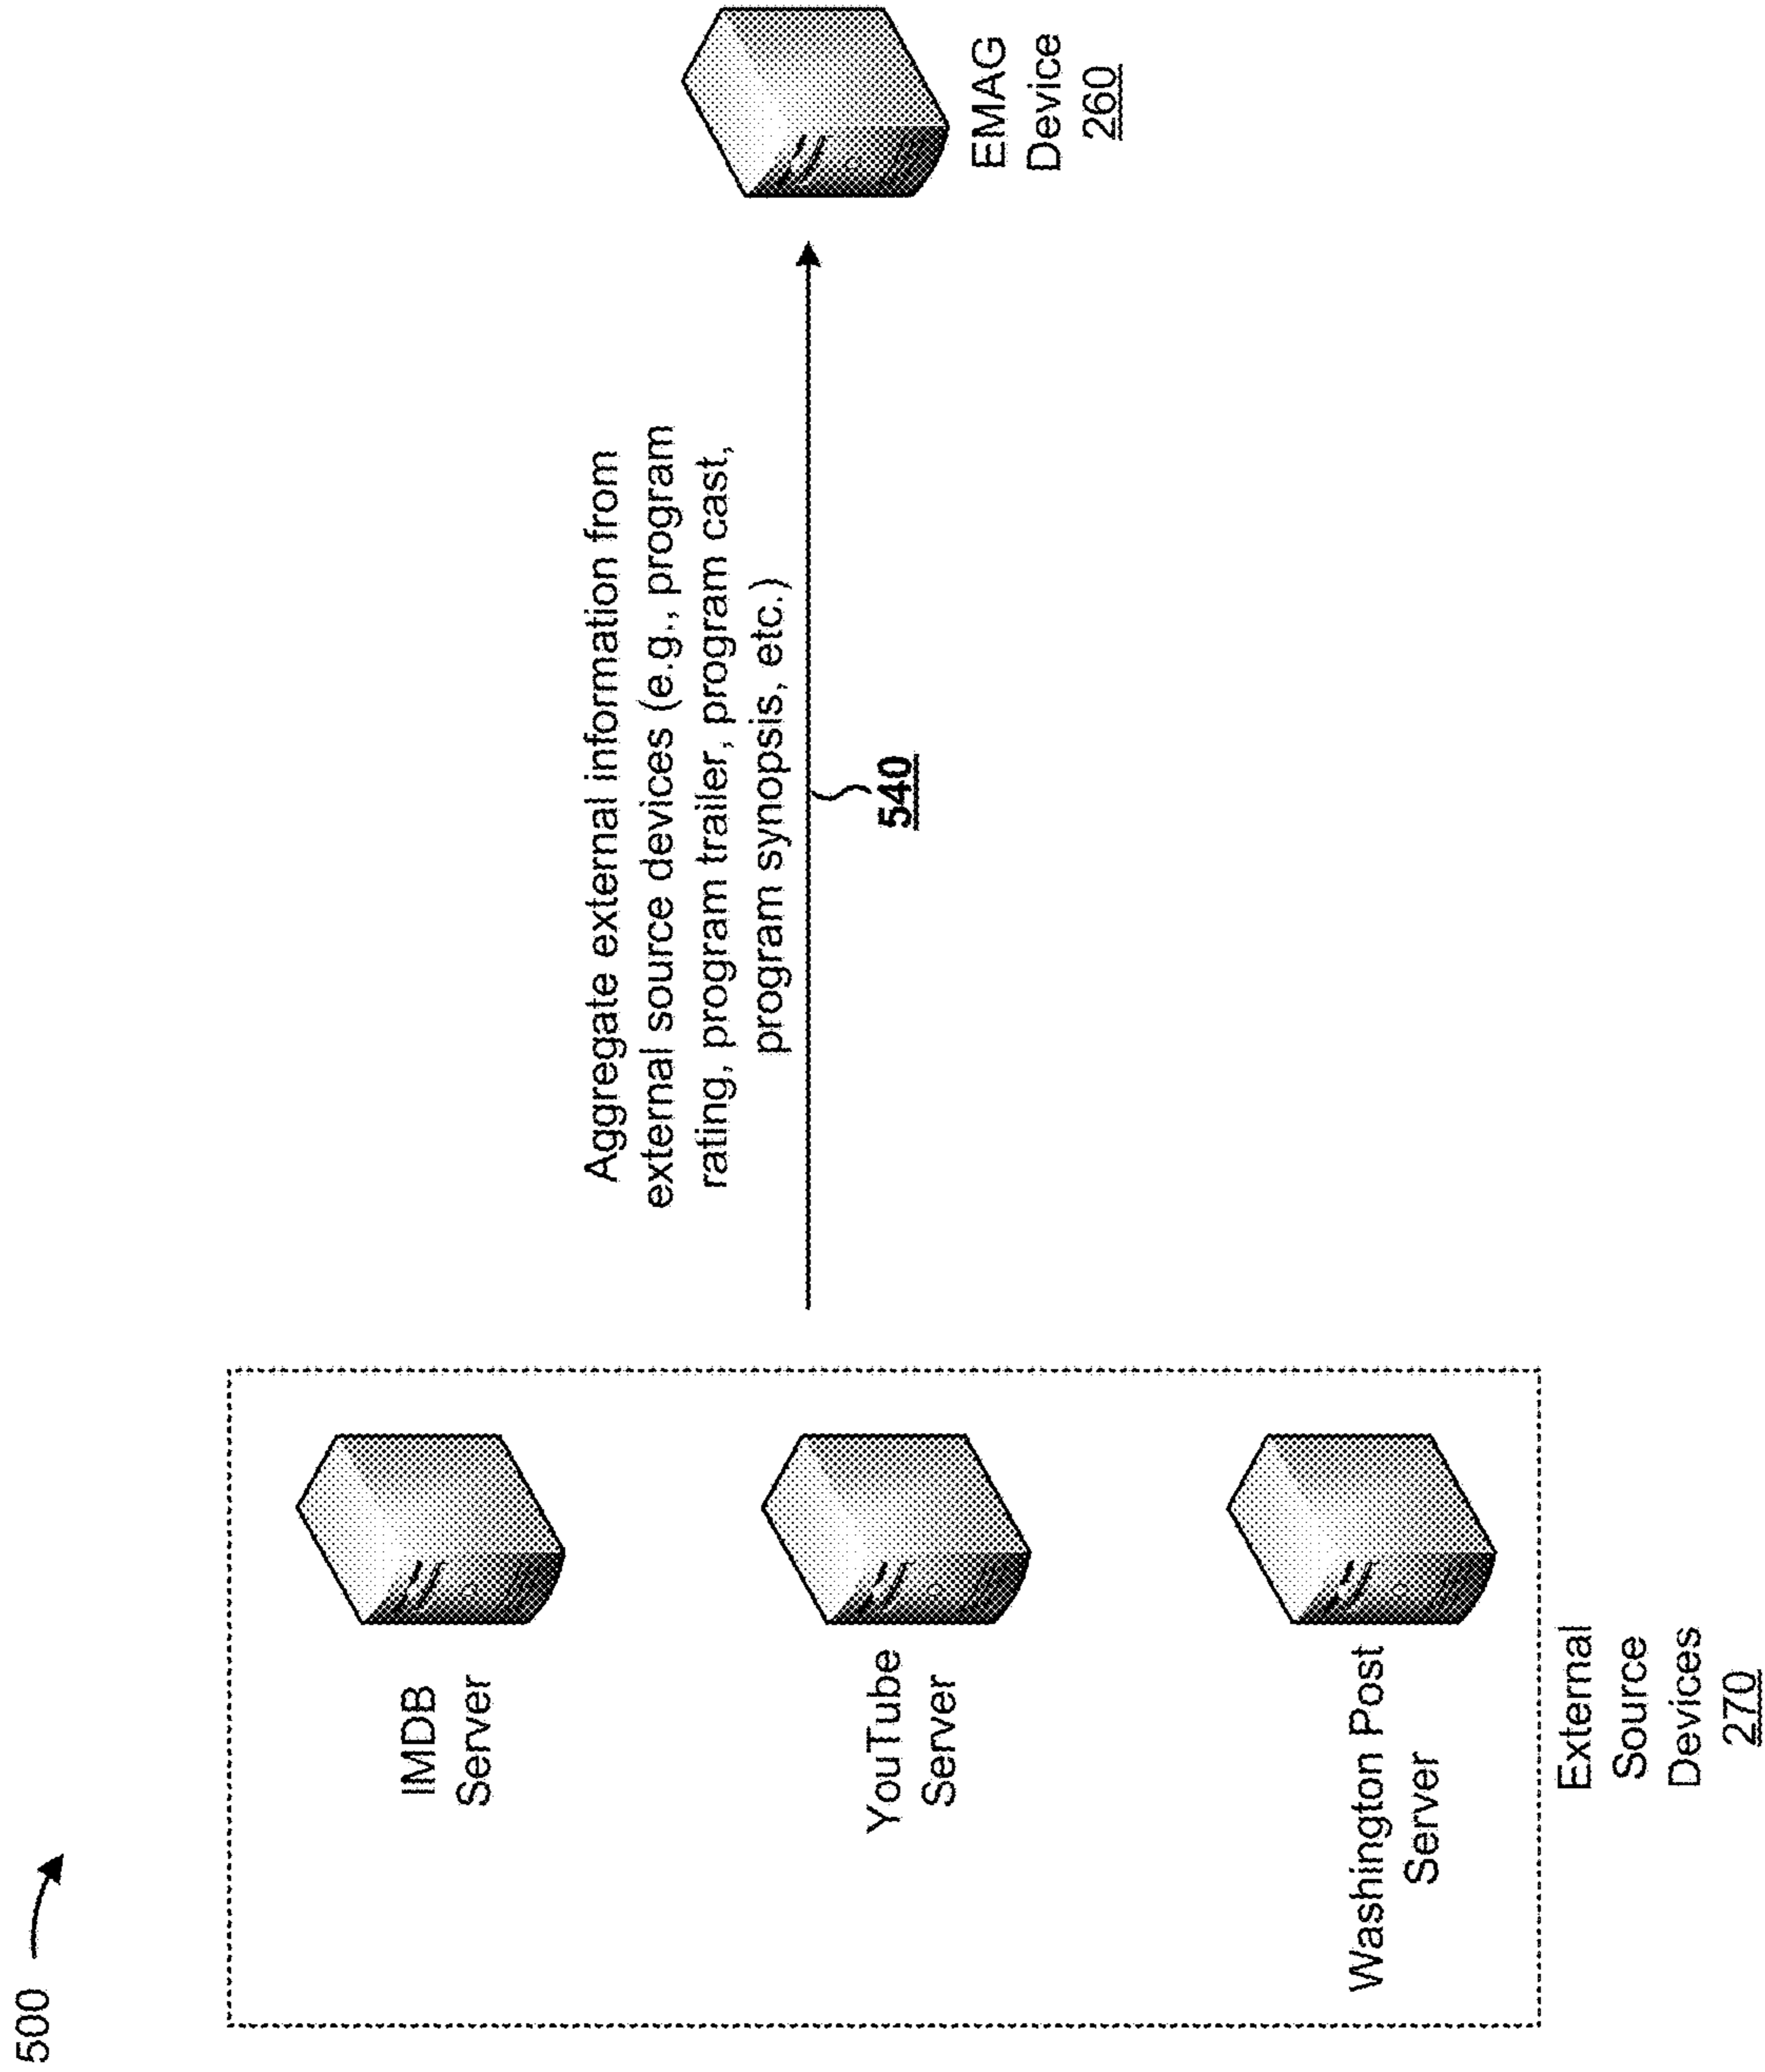 500
IMDB
Server
YouTube
Server
Washington Post
Server
External
Source
Devices
270
Aggregate external information from
external source devices (e.g., program
rating, program trailer, program cast,
program synopsis, etc.)
540
EMAG
Device
260